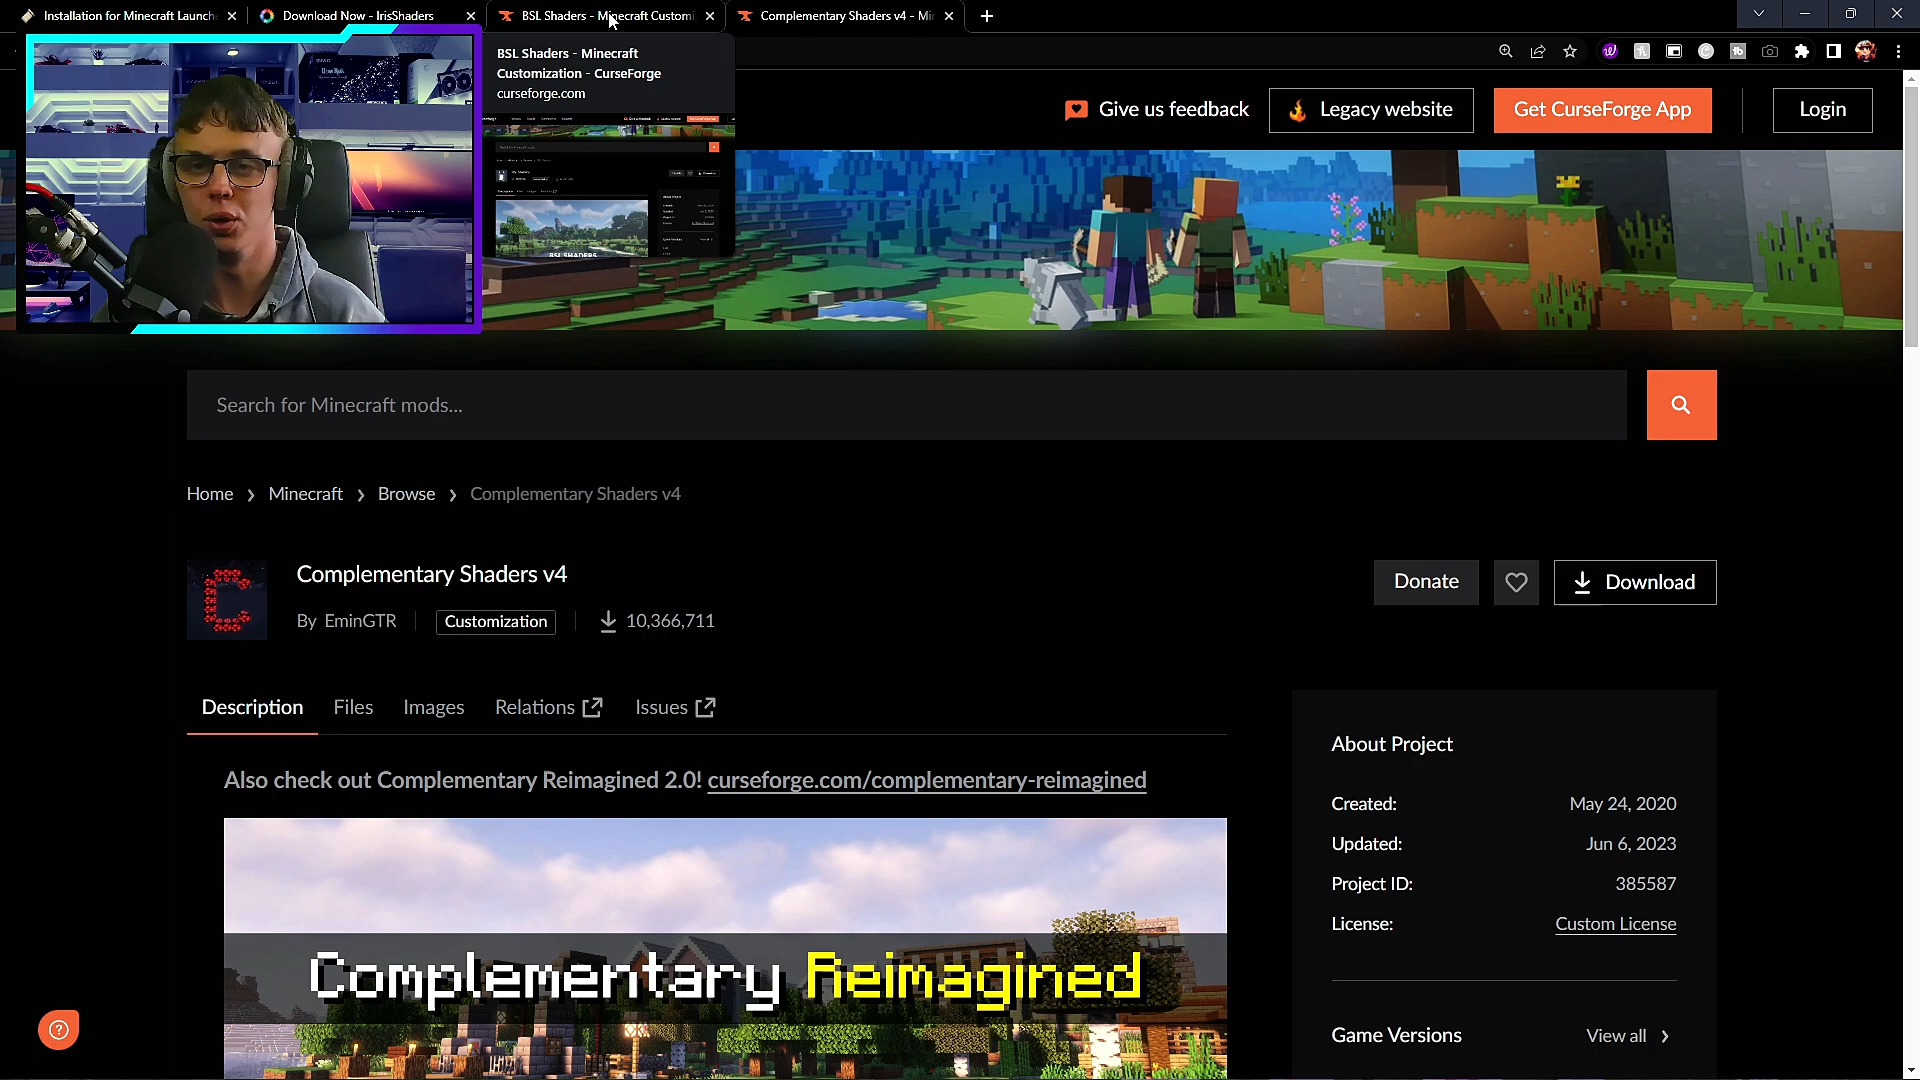 Installation for Minecraft Launch
Download Now - IrisShaders
BSL Shaders - Minecraft Customi
Complementary Shaders v4 - Mi
BSL Shaders - Minecraft
Customization - CurseForge
curseforge.com
Give us feedback
Legacy website
Get CurseForge App
Login
BSL SHADERS
Search for Minecraft mods...
Home > Minecraft > Browse > Complementary Shaders v4
Complementary Shaders v4
Donate
Download
By EminGTR
Customization
10,366,711
Description
Files
Images
Relations
Issues
About Project
Also check out Complementary Reimagined 2.0! curseforge.com/complementary-reimagined
Created: May 24, 2020
Updated: Jun 6, 2023
Project ID: 385587
License: Custom License
Complementary Reimagined
Game Versions
View all >